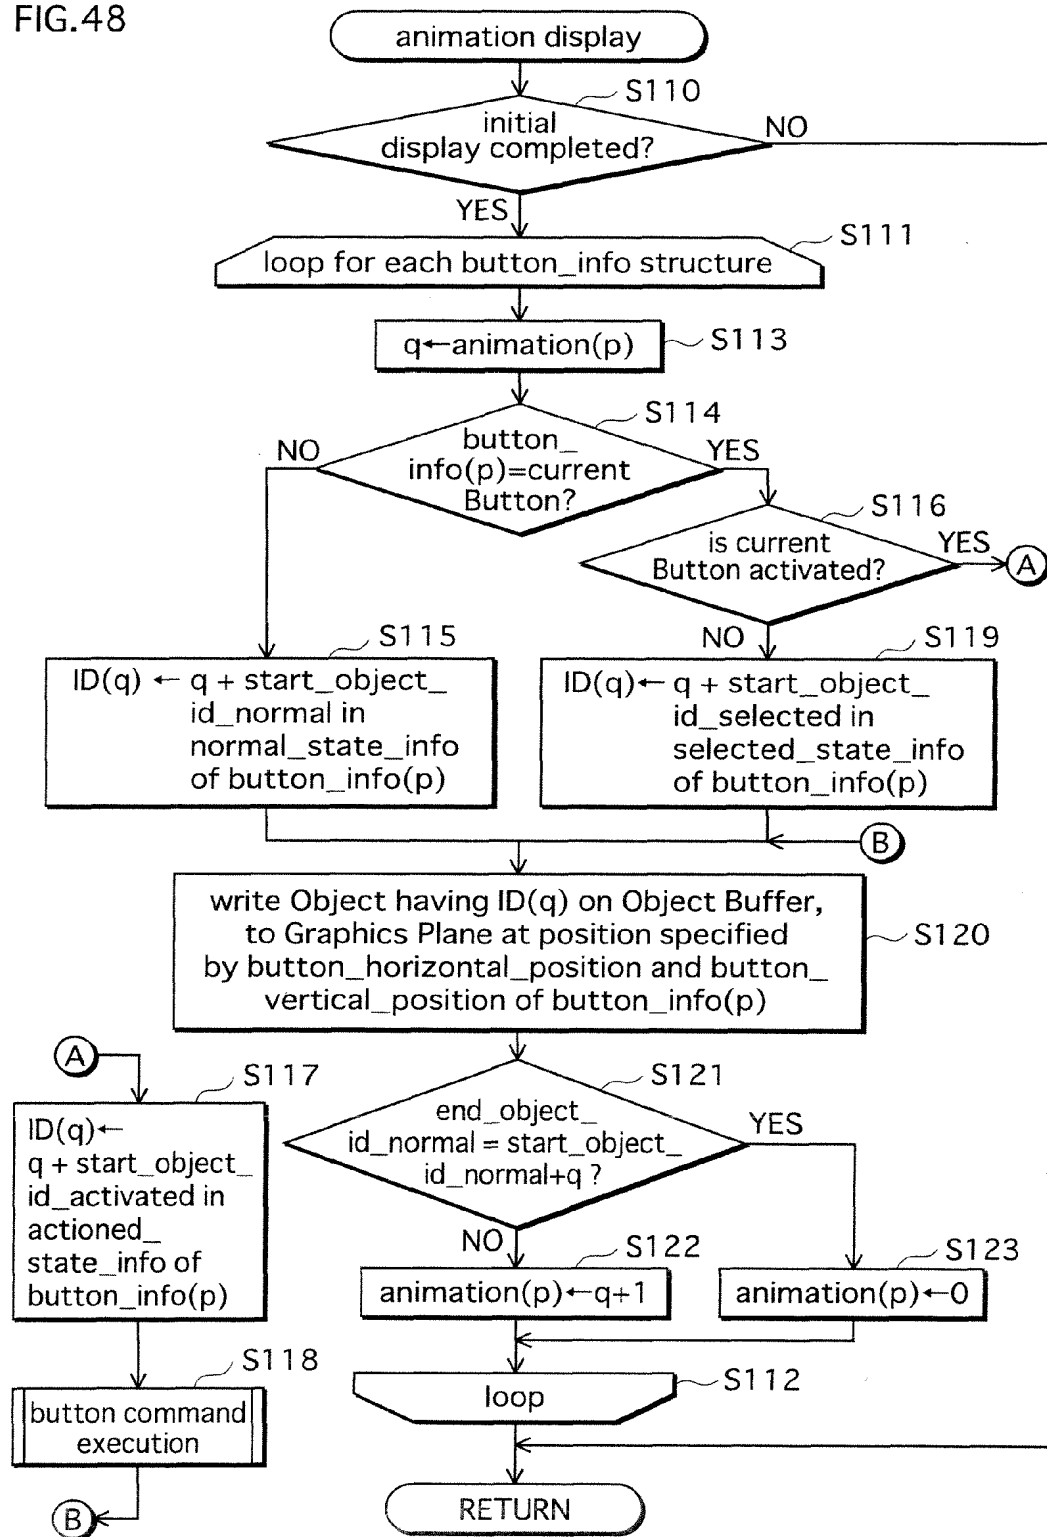 FIG.48
animation display
S110
initial
display completed?
NO
YES
S111
loop for each button_info structure
q←animation(p)
S113
S114
button_
info(p)=current
Button?
NO
YES
S116
is current
Button activated?
YES
A
NO
S115
ID(q) ← q + start_object_
id_normal in
normal_state_info
of button_info(p)
S119
ID(q)← q + start_object_
id_selected in
selected_state_info
of button_info(p)
B
write Object having ID(q) on Object Buffer,
to Graphics Plane at position specified
by button_horizontal_position and button_
vertical_position of button_info(p)
S120
A
S117
ID(q)←
q + start_object_
id_activated in
actioned_
state_info of
button_info(p)
S118
button command
execution
B
S121
end_object_
id_normal = start_object_
id_normal+q ?
YES
NO
S122
animation(p)←q+1
S123
animation(p)←0
S112
loop
RETURN